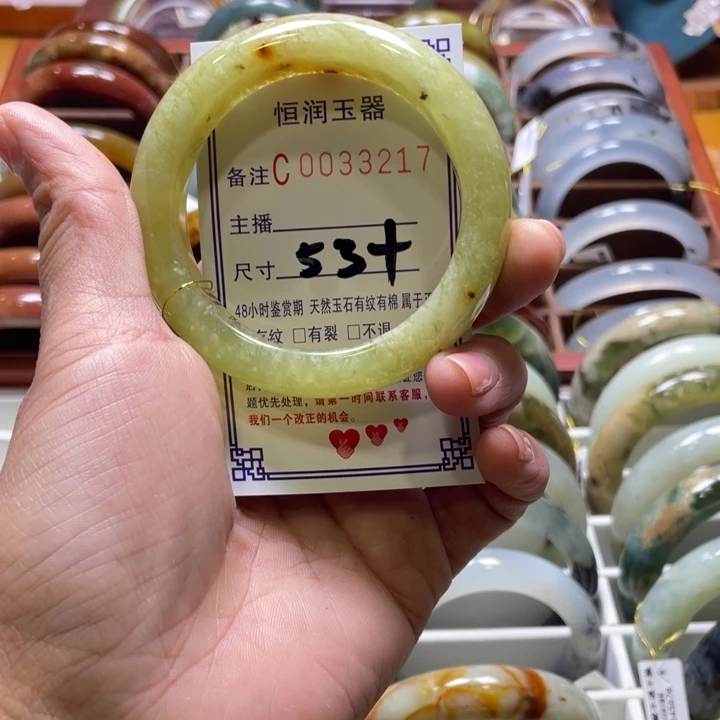 恒润玉器
备注C 0033217
主播
尺寸 53+
48小时鉴赏期 天然玉石有纹有棉 属于
有纹 □有裂 □不退
题优先处理，请第一时间联系客服，
我们一个改正的机会。